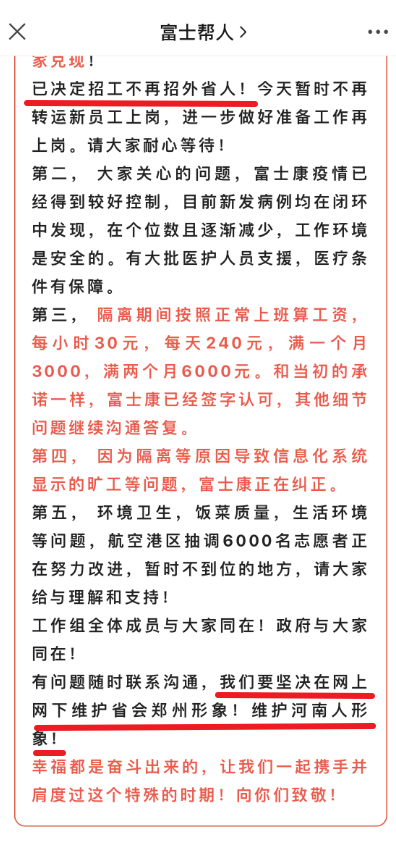 富士帮人
家兑现!
已决定招工不再招外省人!今天暂时不再
转运新员工上岗,进一步做好准备工作再
上岗。请大家耐心等待!
第二,大家关心的问题,富士康疫情已
经得到较好控制,目前新发病例均在闭环
中发现,在个位数且逐渐减少,工作环境
是安全的。有大批医护人员支援,医疗条
件有保障。
第三,隔离期间按照正常上班算工资,
每小时30元,每天240元,满一个月
3000,满两个月6000元。和当初的承
诺一样,富士康已经签字认可,其他细节
问题继续沟通答复。
第四,因为隔离等原因导致信息化系统
显示的旷工等问题,富士康正在纠正。
第五,环境卫生,饭菜质量,生活环境
等问题,航空港区抽调6000名志愿者正
在努力改进,暂时不到位的地方,请大家
给与理解和支持!
工作组全体成员与大家同在!政府与大家
同在!
有问题随时联系沟通,我们要坚决在网上
网下维护省会郑州形象!维护河南人形
象!
幸福都是奋斗出来的,让我们一起携手并
肩度过这个特殊的时期!向你们致敬!